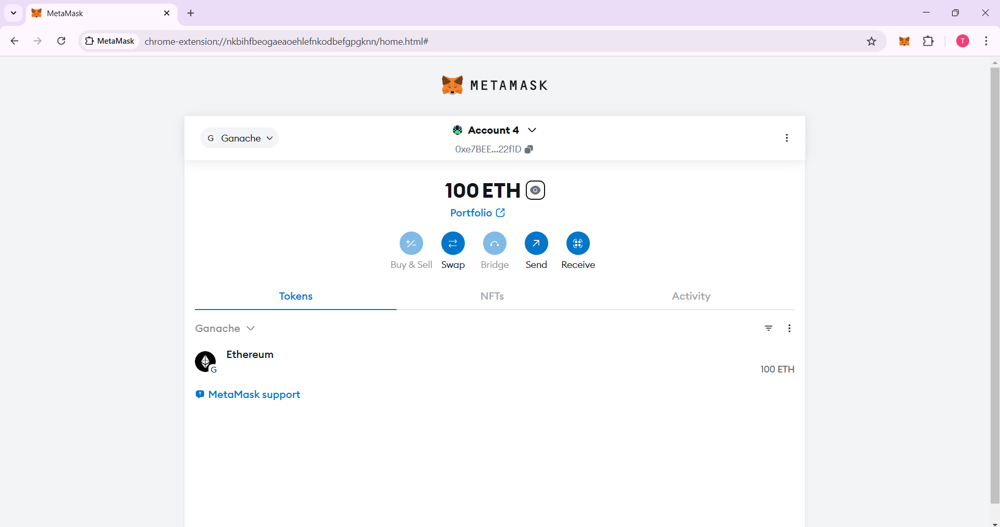 MetaMask
MetaMask
chrome-extension://nkbihfbeogaeaoehlefnkodbefgpgknn/home.html#
T
METAMASK
G Ganache
Account 4
0xe7BEE...22f1D
100 ETH
Portfolio
Buy & Sell
Swap
Bridge
Send
Receive
Tokens
NFTs
Activity
Ganache
Ethereum
G
100 ETH
MetaMask support